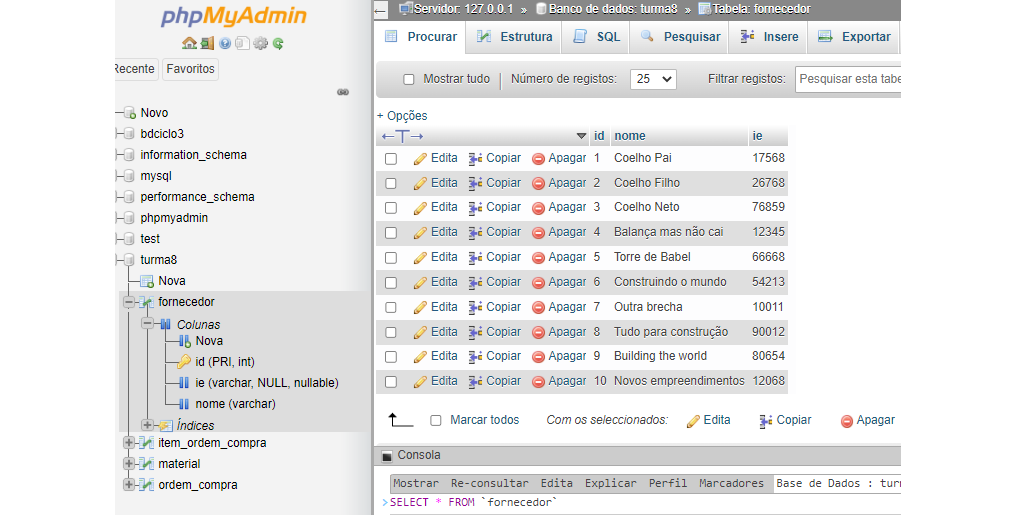 phpMyAdmin
Recente Favoritos
Novo
bdciclo3
information_schema
mysql
performance_schema
phpmyadmin
test
turma8
Nova
fornecedor
Colunas
Nova
id (PRI, int)
ie (varchar, NULL, nullable)
nome (varchar)
Índices
item_ordem_compra
material
ordem_compra
Servidor: 127.0.0.1 » Banco de dados: turma8 » Tabela: fornecedor
Procurar Estrutura SQL Pesquisar Insere Exportar
Mostrar tudo Número de registos: 25 Filtrar registos: Pesquisar esta tabe
+ Opções
←T→ id nome ie
Edita Copiar Apagar 1 Coelho Pai 17568
Edita Copiar Apagar 2 Coelho Filho 26768
Edita Copiar Apagar 3 Coelho Neto 76859
Edita Copiar Apagar 4 Balança mas não cai 12345
Edita Copiar Apagar 5 Torre de Babel 66668
Edita Copiar Apagar 6 Construindo o mundo 54213
Edita Copiar Apagar 7 Outra brecha 10011
Edita Copiar Apagar 8 Tudo para construção 90012
Edita Copiar Apagar 9 Building the world 80654
Edita Copiar Apagar 10 Novos empreendimentos 12068
Marcar todos Com os seleccionados: Edita Copiar Apagar
Consola
Mostrar Re-consultar Edita Explicar Perfil Marcadores Base de Dados : turm
>SELECT * FROM `fornecedor`